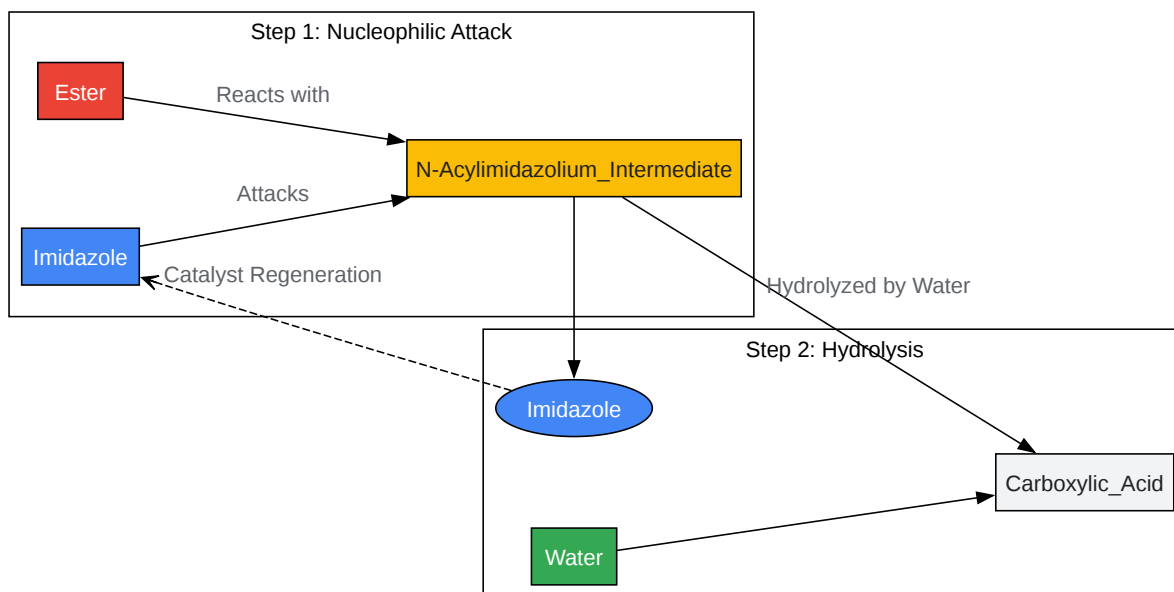 Step 1: Nucleophilic Attack
Ester
Reacts with
N-Acylimidazolium_Intermediate
Attacks
Imidazole
Catalyst Regeneration
Hydrolyzed by Water
Step 2: Hydrolysis
Imidazole
Carboxylic_Acid
Water